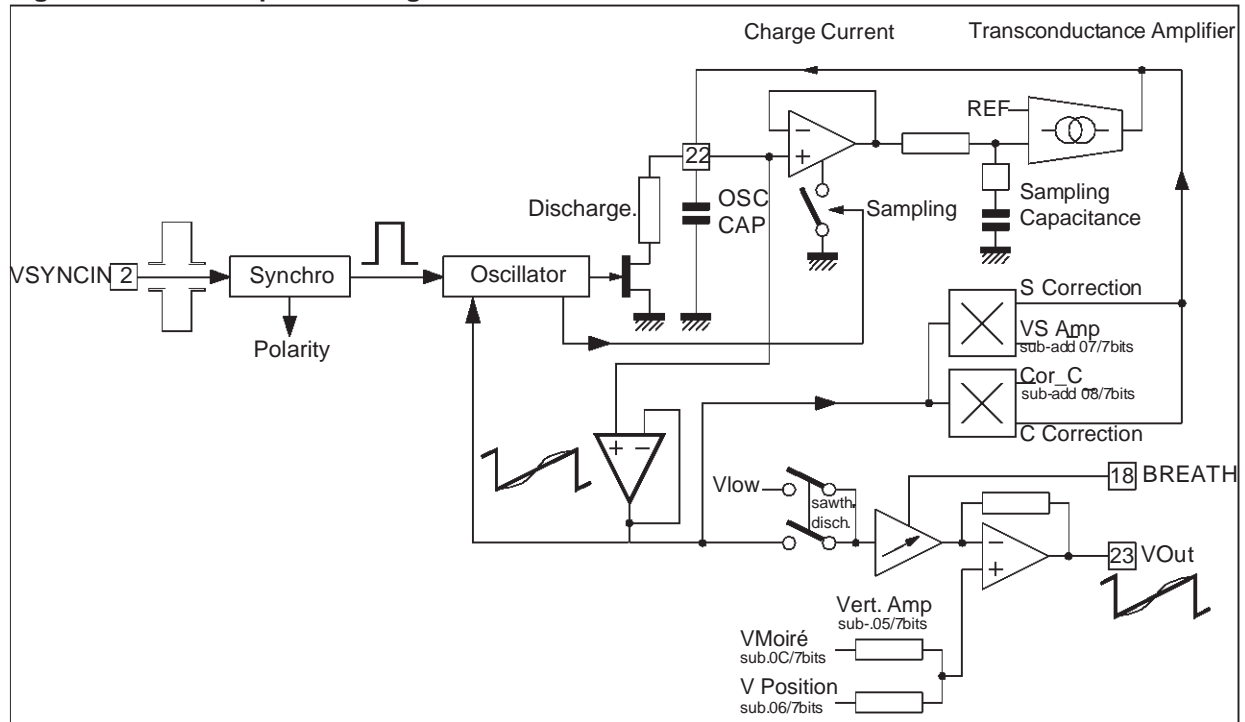 Charge Current
Transconductance Amplifier
REF
22
Discharge.
OSC
CAP
Sampling
Sampling
Capacitance
VSYNCIN 2
Synchro
Oscillator
Polarity
S Correction
VS_Amp
sub-add 07/7bits
Cor_C
sub-add 08/7bits
C Correction
+ −
− +
Vlow
sawth.
disch.
18 BREATH
− +
23 VOut
Vert. Amp
sub-.05/7bits
VMoiré
sub.0C/7bits
V Position
sub.06/7bits